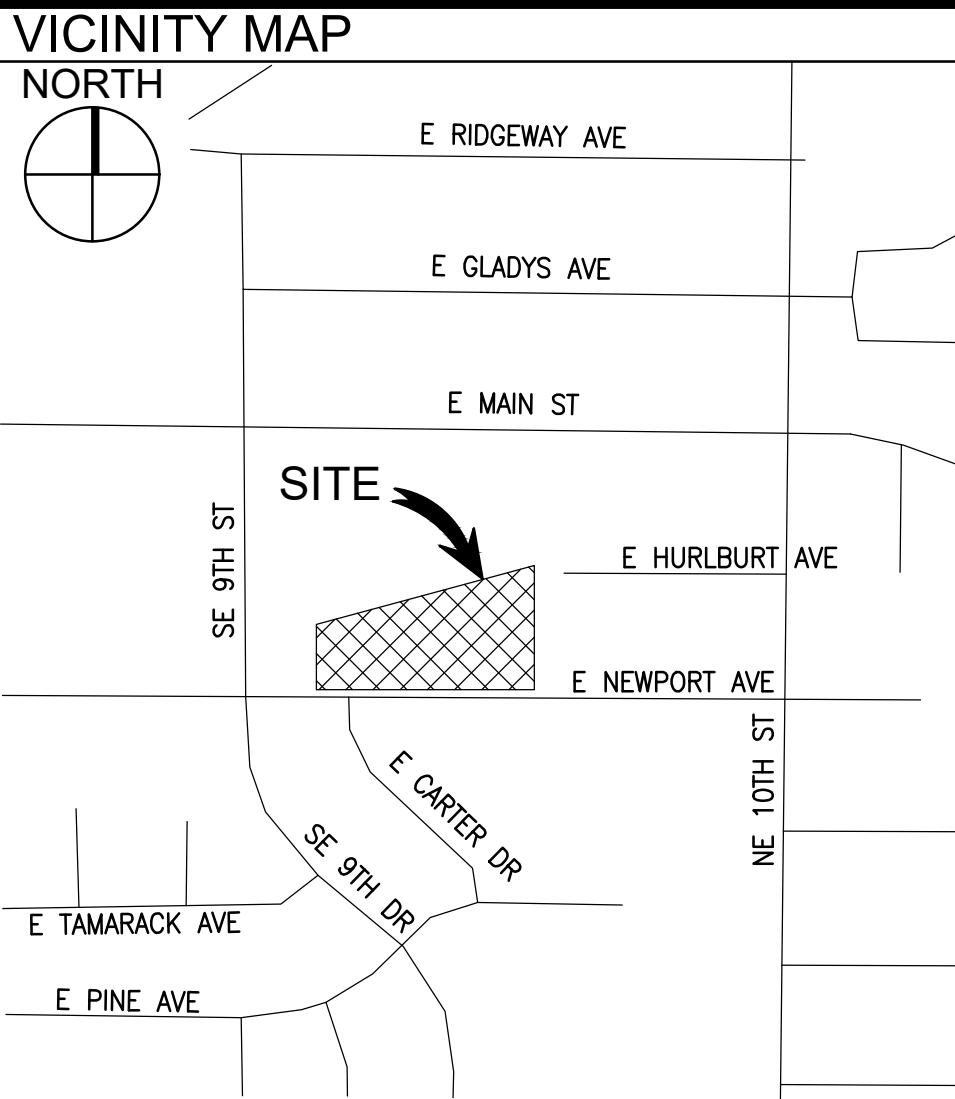 VICINITY MAP
NORTH
E RIDGEWAY AVE
E GLADYS AVE
E MAIN ST
SITE
SE 9TH ST
E HURLBURT AVE
E NEWPORT AVE
NE 10TH ST
E CARTER DR
SE 9TH DR
E TAMARACK AVE
E PINE AVE